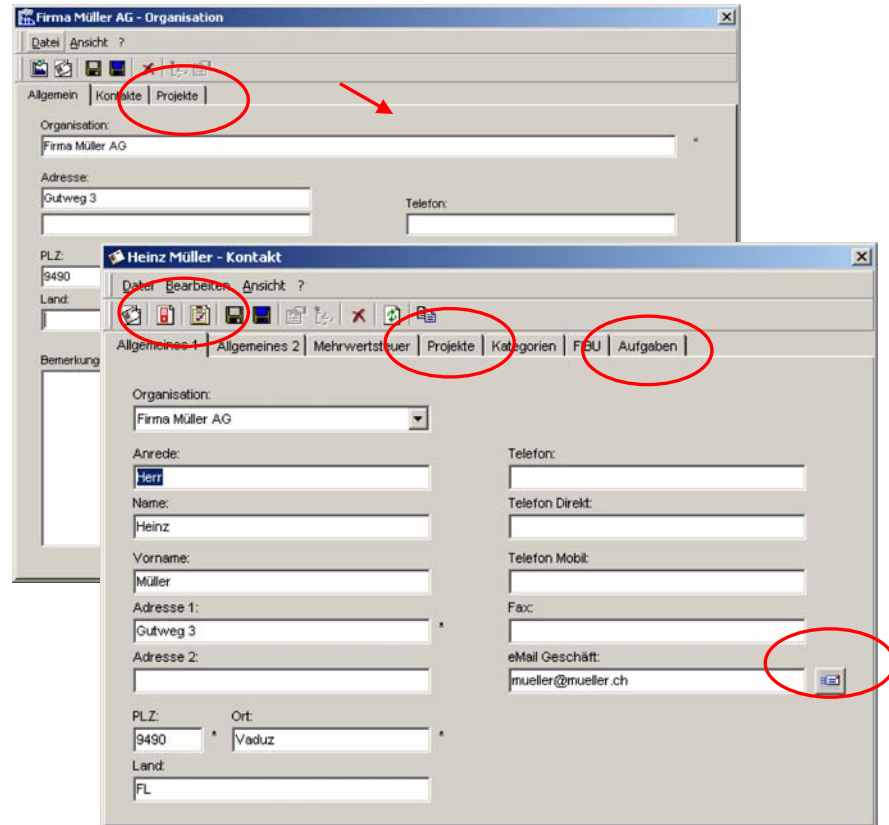 Firma Müller AG - Organisation
Datei Ansicht ?
Allgemein Kontakte Projekte
Organisation:
Firma Müller AG *
Adresse:
Gutweg 3
Telefon:
PLZ:
9490
Land:
Bemerkung
Heinz Müller - Kontakt
Datei Bearbeiten Ansicht ?
Allgemeines 1 Allgemeines 2 Mehrwertsteuer Projekte Kategorien FIBU Aufgaben
Organisation:
Firma Müller AG
Anrede: Telefon:
Herr
Name: Telefon Direkt:
Heinz
Vorname: Telefon Mobil:
Müller
Adresse 1: Fax:
Gutweg 3 *
Adresse 2: eMail Geschäft:
mueller@mueller.ch
PLZ: Ort:
9490 * Vaduz *
Land:
FL